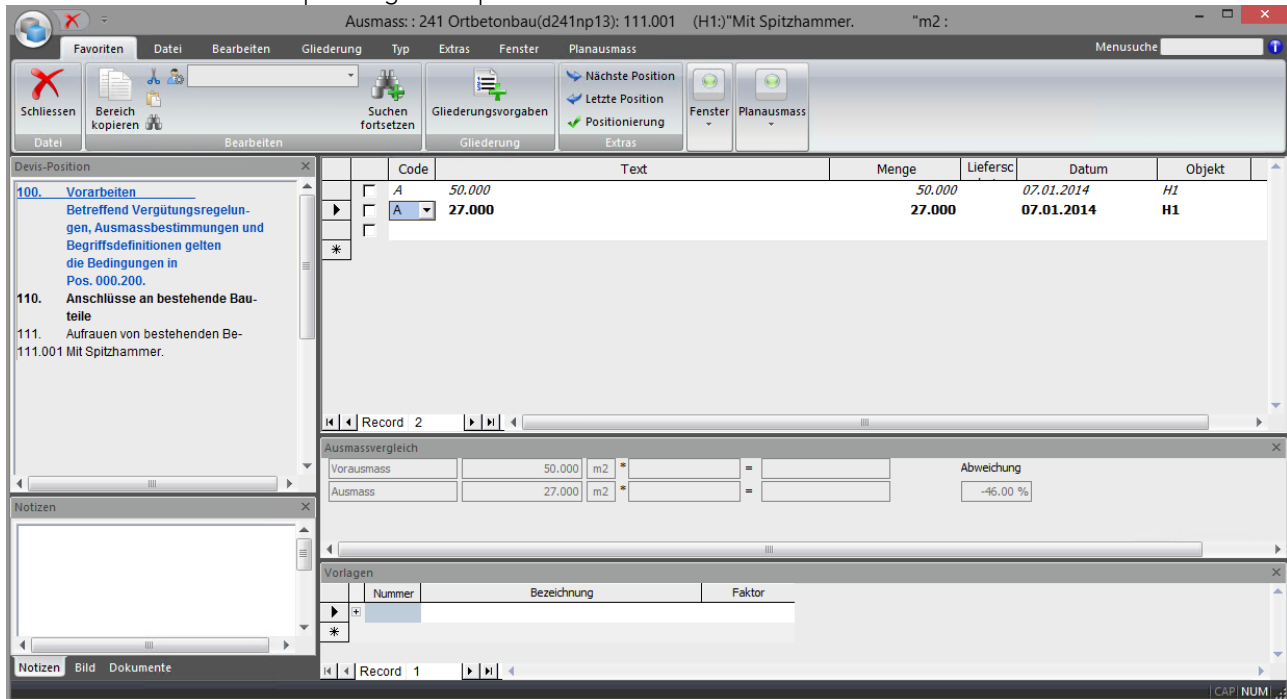 Ausmass: : 241 Ortbetonbau(d241np13): 111.001 (H1:)"Mit Spitzhammer. "m2 :
Favoriten Datei Bearbeiten Gliederung Typ Extras Fenster Planausmass Menusuche
Schliessen
Bereich kopieren
Suchen fortsetzen
Gliederungsvorgaben
Nächste Position
Letzte Position
Positionierung
Fenster
Planausmass
Datei Bearbeiten Gliederung Extras
Devis-Position
100. Vorarbeiten
Betreffend Vergütungsregelun-
gen, Ausmassbestimmungen und
Begriffsdefinitionen gelten
die Bedingungen in
Pos. 000.200.
110. Anschlüsse an bestehende Bau-
teile
111. Aufrauen von bestehenden Be-
111.001 Mit Spitzhammer.
Code Text Menge Liefersc Datum Objekt
A 50.000 50.000 07.01.2014 H1
A 27.000 27.000 07.01.2014 H1
Record 2
Ausmassvergleich
Vorausmass 50.000 m2 * = Abweichung
Ausmass 27.000 m2 * = -46.00 %
Notizen
Vorlagen
Nummer Bezeichnung Faktor
Record 1
Notizen Bild Dokumente
CAP NUM